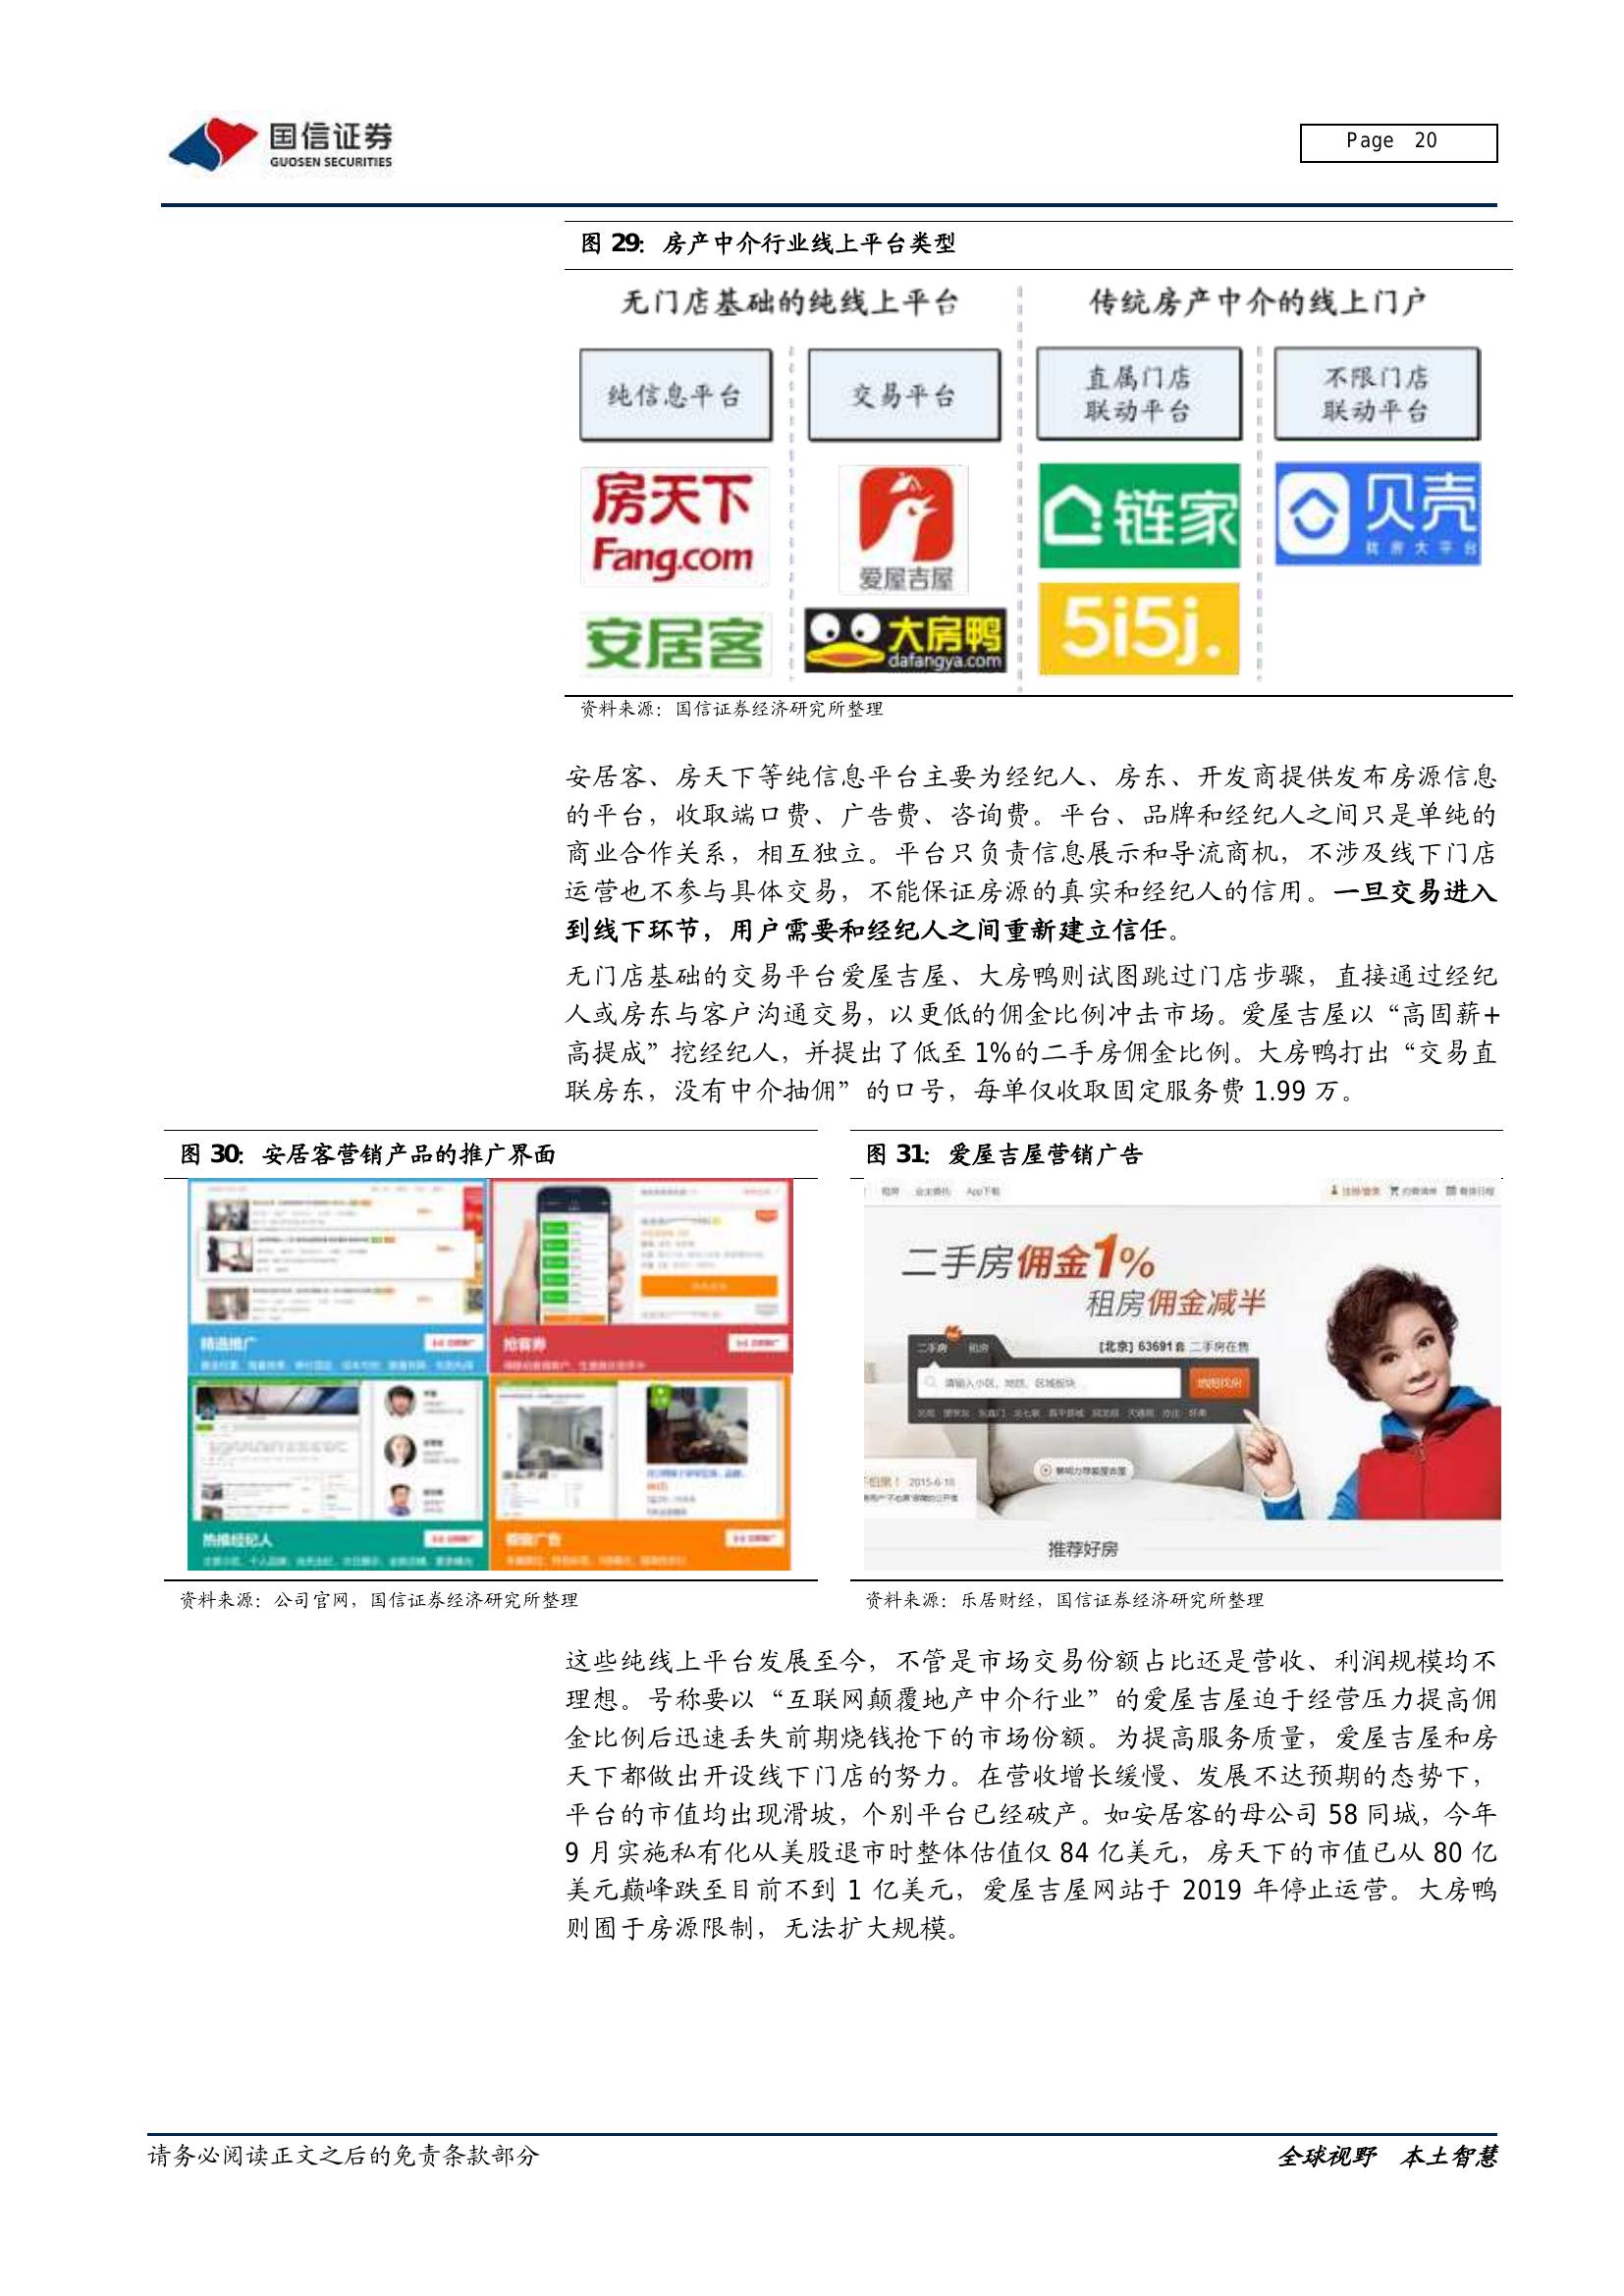 国信证券
GUOSEN SECURITIES
Page 20
图 29：房产中介行业线上平台类型
无门店基础的纯线上平台
传统房产中介的线上门户
纯信息平台
交易平台
直属门店
联动平台
不限门店
联动平台
房天下
Fang.com
爱屋吉屋
链家
贝壳
找房大平台
安居客
大房鸭
dafangya.com
5i5j.
资料来源：国信证券经济研究所整理
安居客、房天下等纯信息平台主要为经纪人、房东、开发商提供发布房源信息
的平台，收取端口费、广告费、咨询费。平台、品牌和经纪人之间只是单纯的
商业合作关系，相互独立。平台只负责信息展示和导流商机，不涉及线下门店
运营也不参与具体交易，不能保证房源的真实和经纪人的信用。一旦交易进入
到线下环节，用户需要和经纪人之间重新建立信任。
无门店基础的交易平台爱屋吉屋、大房鸭则试图跳过门店步骤，直接通过经纪
人或房东与客户沟通交易，以更低的佣金比例冲击市场。爱屋吉屋以“高固薪+
高提成”挖经纪人，并提出了低至 1%的二手房佣金比例。大房鸭打出“交易直
联房东，没有中介抽佣”的口号，每单仅收取固定服务费 1.99 万。
图 30：安居客营销产品的推广界面
精选推广
抢客券
热推经纪人
橱窗广告
资料来源：公司官网，国信证券经济研究所整理
图 31：爱屋吉屋营销广告
租房 业主委托 App下载
注册/登录 约看清单 看房日程
二手房佣金1%
租房佣金减半
二手房 租房
[北京] 63691套 二手房在售
请输入小区、地铁、区域板块
地图找房
2015-6-18
推荐好房
资料来源：乐居财经，国信证券经济研究所整理
这些纯线上平台发展至今，不管是市场交易份额占比还是营收、利润规模均不
理想。号称要以“互联网颠覆地产中介行业”的爱屋吉屋迫于经营压力提高佣
金比例后迅速丢失前期烧钱抢下的市场份额。为提高服务质量，爱屋吉屋和房
天下都做出开设线下门店的努力。在营收增长缓慢、发展不达预期的态势下，
平台的市值均出现滑坡，个别平台已经破产。如安居客的母公司 58 同城，今年
9 月实施私有化从美股退市时整体估值仅 84 亿美元，房天下的市值已从 80 亿
美元巅峰跌至目前不到 1 亿美元，爱屋吉屋网站于 2019 年停止运营。大房鸭
则囿于房源限制，无法扩大规模。
请务必阅读正文之后的免责条款部分
全球视野 本土智慧